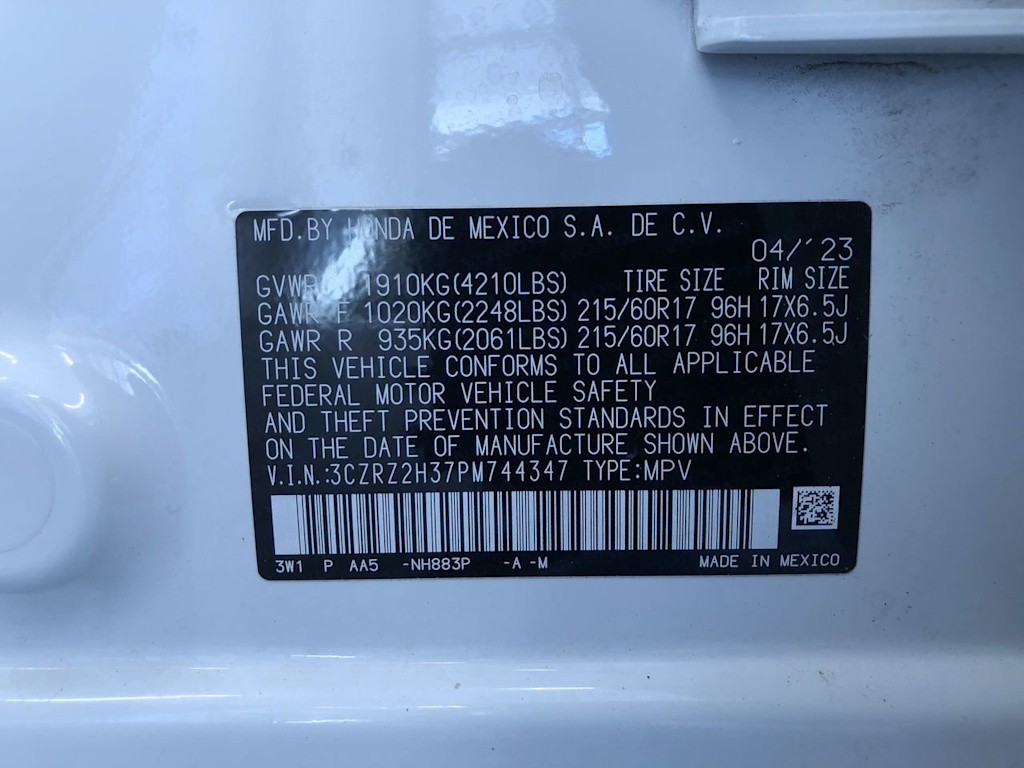 MFD.BY HONDA DE MEXICO S.A. DE C.V.
04/'23
GVWR 1910KG(4210LBS) TIRE SIZE RIM SIZE
GAWR F 1020KG(2248LBS) 215/60R17 96H 17X6.5J
GAWR R 935KG(2061LBS) 215/60R17 96H 17X6.5J
THIS VEHICLE CONFORMS TO ALL APPLICABLE
FEDERAL MOTOR VEHICLE SAFETY
AND THEFT PREVENTION STANDARDS IN EFFECT
ON THE DATE OF MANUFACTURE SHOWN ABOVE.
V.I.N.:3CZRZ2H37PM744347 TYPE:MPV
3W1 P AA5 -NH883P -A-M MADE IN MEXICO